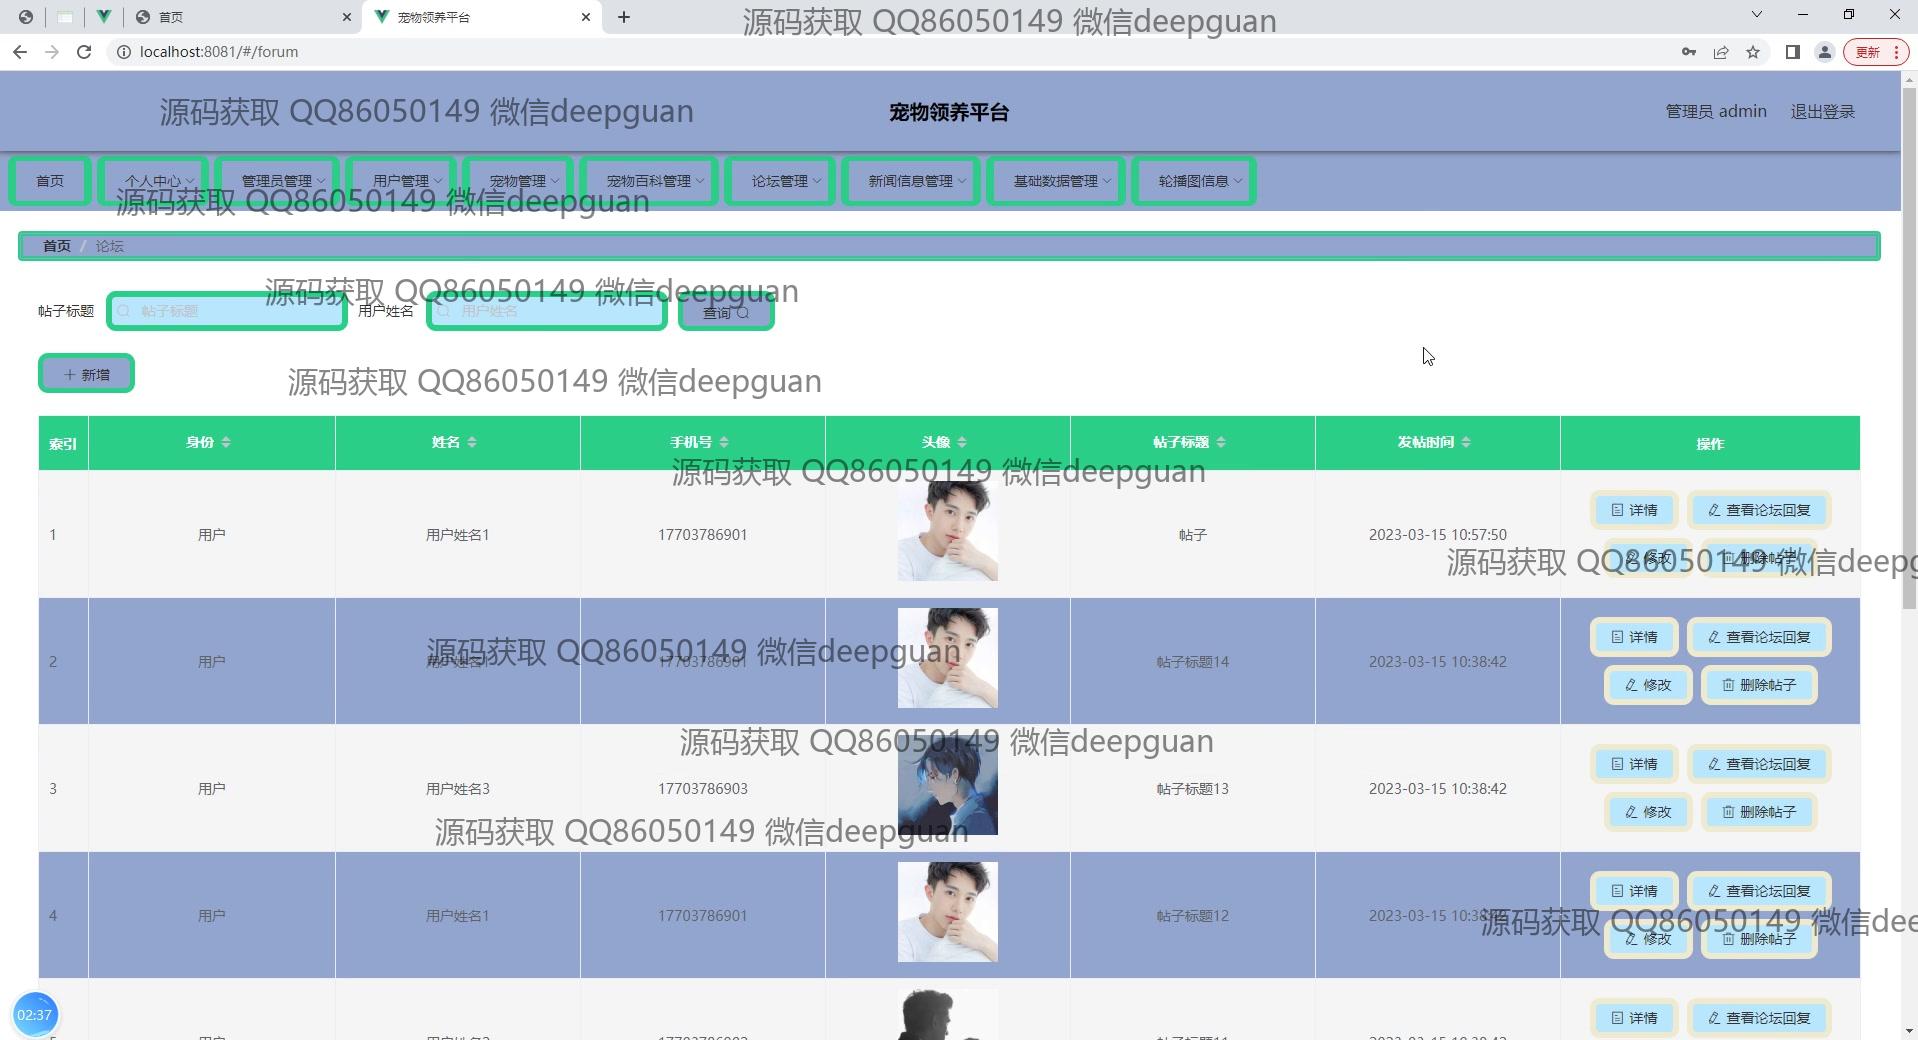 首页
宠物领养平台
源码获取 QQ86050149 微信deepguan
localhost:8081/#/forum
更新
源码获取 QQ86050149 微信deepguan
宠物领养平台
管理员 admin
退出登录
首页
个人中心
管理员管理
用户管理
宠物管理
宠物百科管理
论坛管理
新闻信息管理
基础数据管理
轮播图信息
源码获取 QQ86050149 微信deepguan
首页 / 论坛
源码获取 QQ86050149 微信deepguan
帖子标题
帖子标题
用户姓名
用户姓名
查询
新增
源码获取 QQ86050149 微信deepguan
索引 身份 姓名 手机号 头像 帖子标题 发帖时间 操作
源码获取 QQ86050149 微信deepguan
1 用户 用户姓名1 17703786901 帖子 2023-03-15 10:57:50
详情 查看论坛回复
修改 删除帖子
源码获取 QQ86050149 微信deepg
2 用户 用户姓名1 17703786901 帖子标题14 2023-03-15 10:38:42
详情 查看论坛回复
修改 删除帖子
源码获取 QQ86050149 微信deepguan
源码获取 QQ86050149 微信deepguan
3 用户 用户姓名3 17703786903 帖子标题13 2023-03-15 10:38:42
详情 查看论坛回复
修改 删除帖子
源码获取 QQ86050149 微信deepguan
4 用户 用户姓名1 17703786901 帖子标题12 2023-03-15 10:38:42
详情 查看论坛回复
修改 删除帖子
源码获取 QQ86050149 微信dee
详情 查看论坛回复
02:37